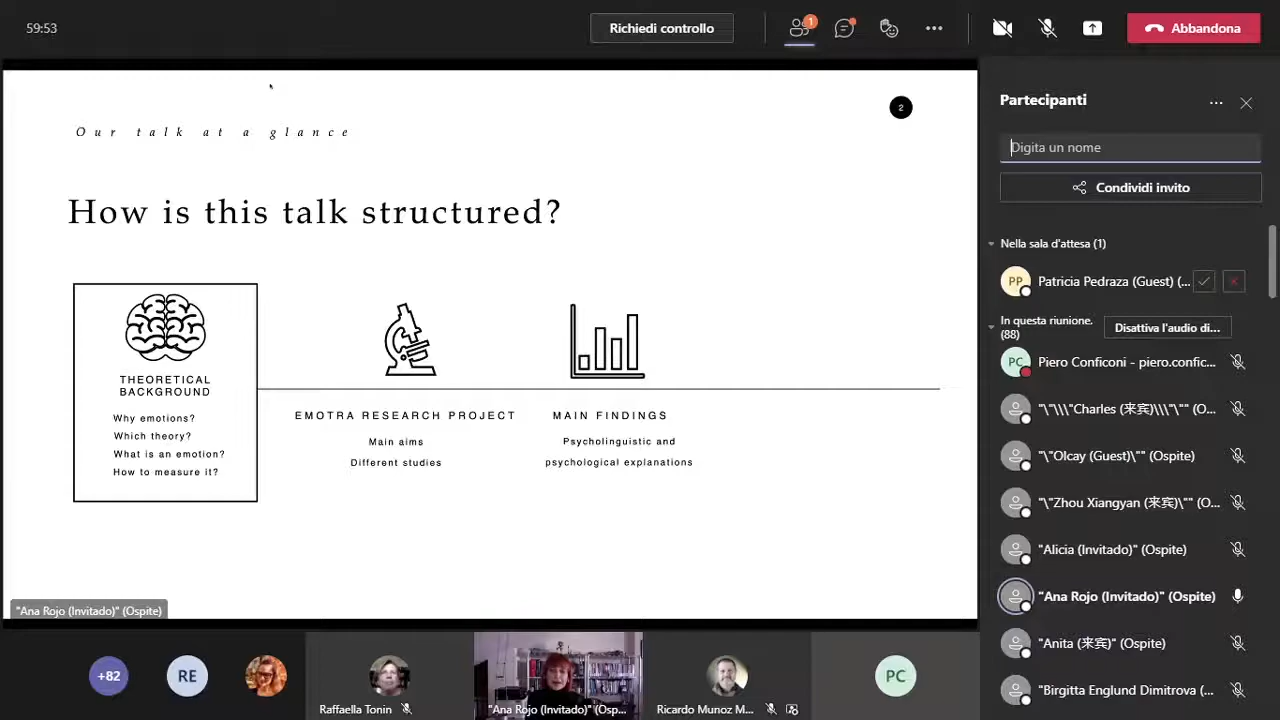 59:53
Richiedi controllo
1
Abbandona
Our talk at a glance
2
How is this talk structured?
THEORETICAL
BACKGROUND
Why emotions?
Which theory?
What is an emotion?
How to measure it?
EMOTRA RESEARCH PROJECT
Main aims
Different studies
MAIN FINDINGS
Psycholinguistic and
psychological explanations
"Ana Rojo (Invitado)" (Ospite)
+82
RE
Raffaella Tonin
"Ana Rojo (Invitado)" (Osp...
Ricardo Munoz M...
PC
Partecipanti
Digita un nome
Condividi invito
Nella sala d'attesa (1)
PP
Patricia Pedraza (Guest) (...
In questa riunione.
(88)
Disattiva l'audio di...
PC
Piero Conficoni - piero.confic...
"\"\\\"Charles (来宾)\\\\"\"" (O...
"\"Olcay (Guest)\"" (Ospite)
"\"Zhou Xiangyan (来宾)\"" (O...
"Alicia (Invitado)" (Ospite)
"Ana Rojo (Invitado)" (Ospite)
"Anita (来宾)" (Ospite)
"Birgitta Englund Dimitrova (...